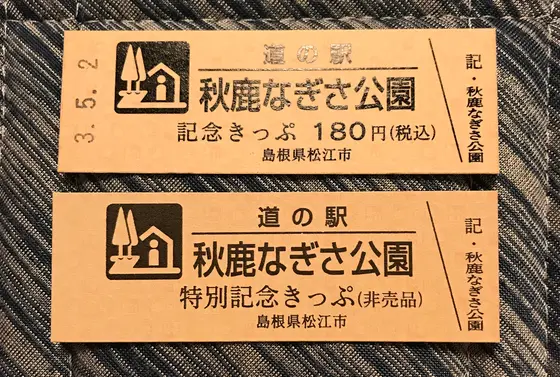 3.5.2
道の駅
秋鹿なぎさ公園
記念きっぷ 180円(税込)
島根県松江市
記・秋鹿なぎさ公園
道の駅
秋鹿なぎさ公園
特別記念きっぷ(非売品)
島根県松江市
記・秋鹿なぎさ公園